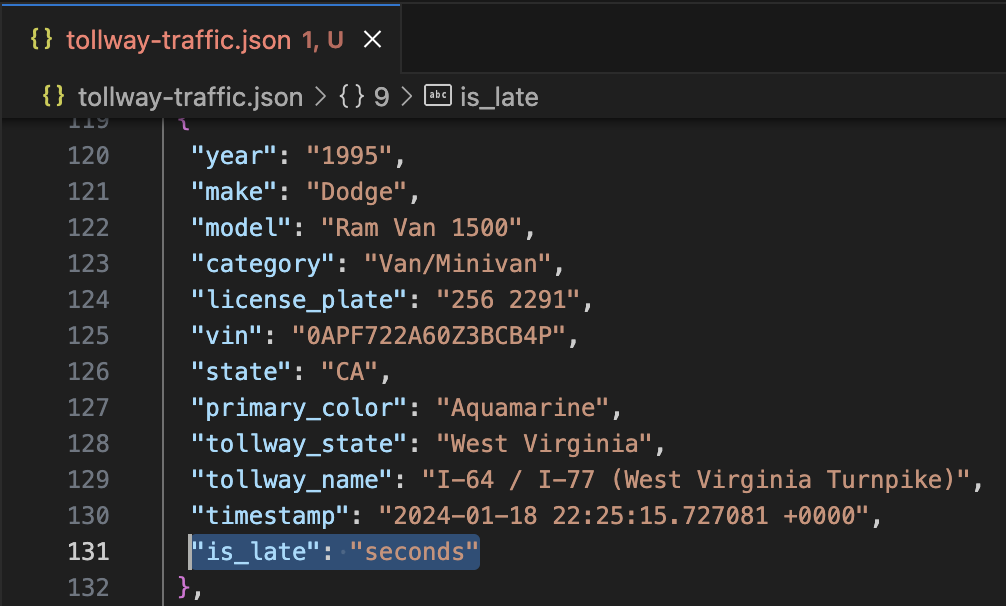 {} tollway-traffic.json 1, U ×
{} tollway-traffic.json > {} 9 > abc is_late
119 {
120 "year": "1995",
121 "make": "Dodge",
122 "model": "Ram Van 1500",
123 "category": "Van/Minivan",
124 "license_plate": "256 2291",
125 "vin": "0APF722A60Z3BCB4P",
126 "state": "CA",
127 "primary_color": "Aquamarine",
128 "tollway_state": "West Virginia",
129 "tollway_name": "I-64 / I-77 (West Virginia Turnpike)",
130 "timestamp": "2024-01-18 22:25:15.727081 +0000",
131 "is_late": "seconds"
132 },